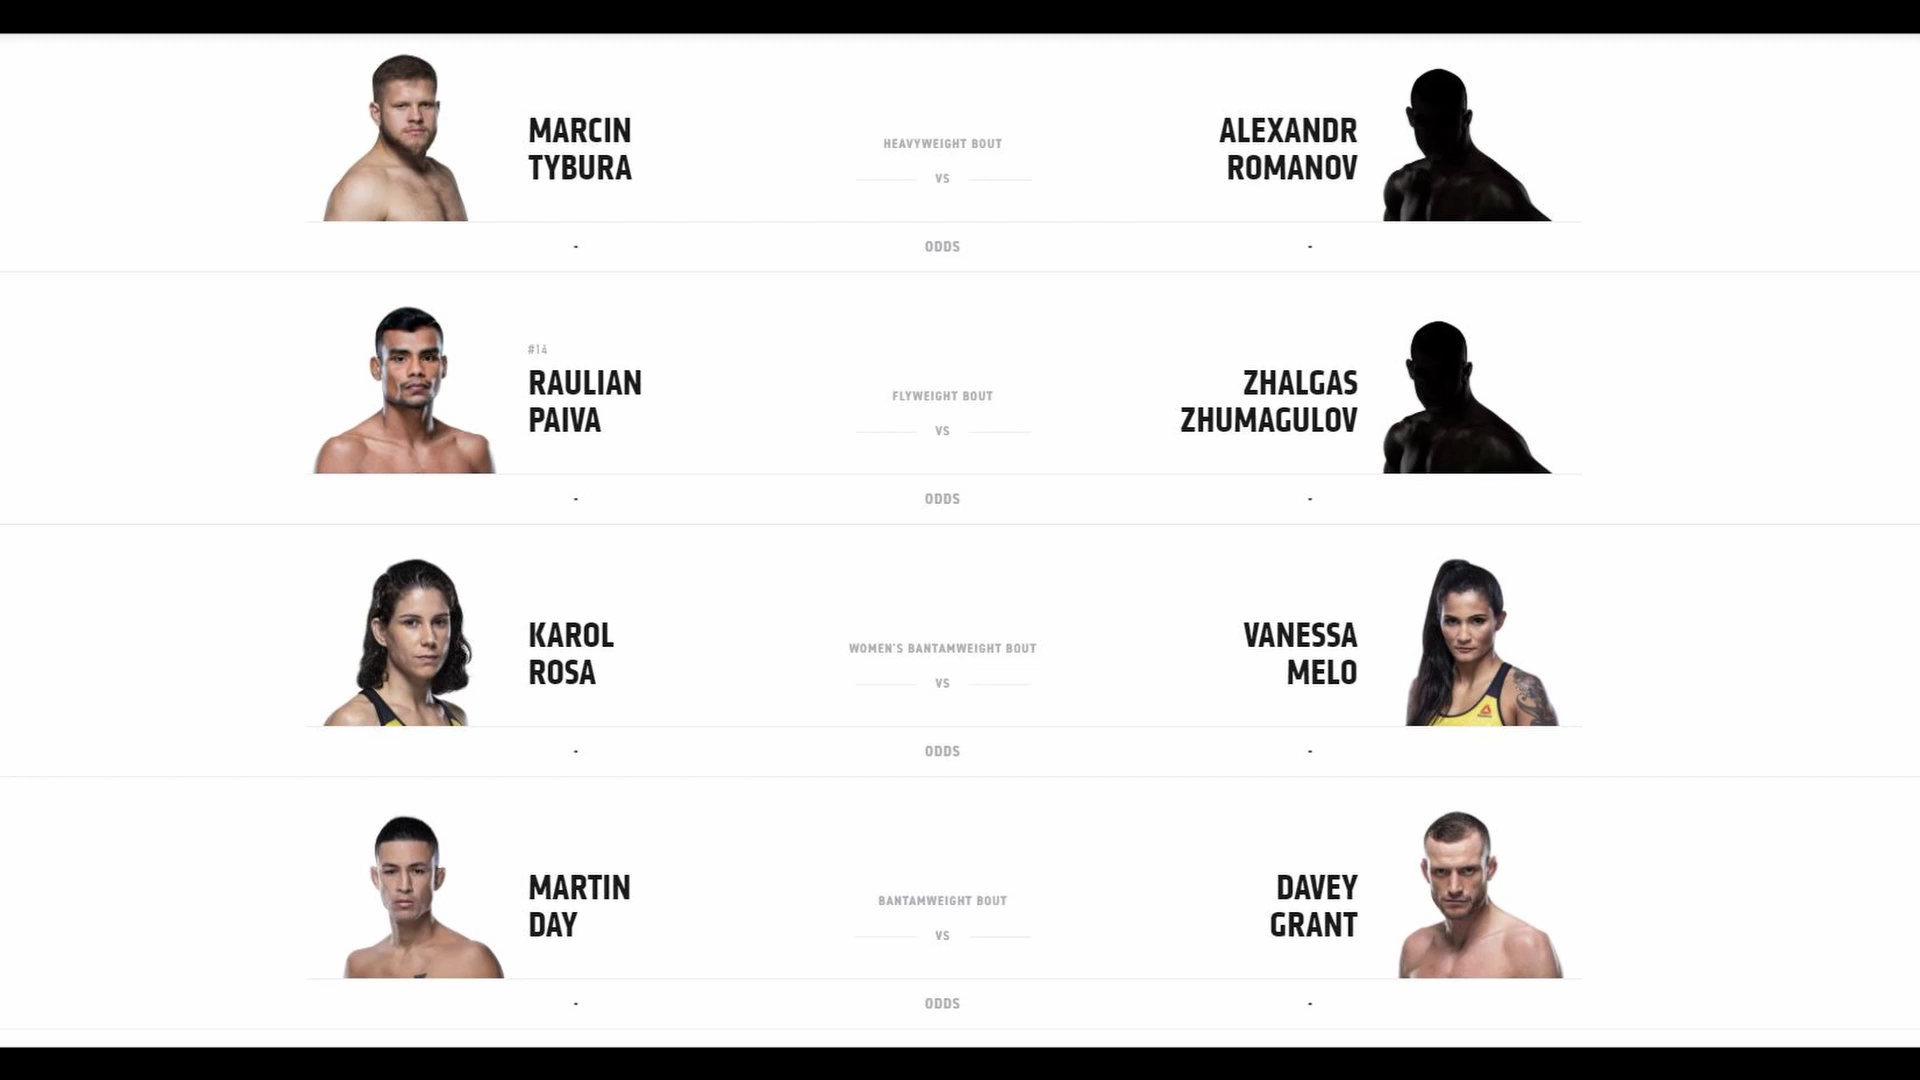 MARCIN
TYBURA
HEAVYWEIGHT BOUT
VS
ALEXANDR
ROMANOV
- ODDS -
#14
RAULIAN
PAIVA
FLYWEIGHT BOUT
VS
ZHALGAS
ZHUMAGULOV
- ODDS -
KAROL
ROSA
WOMEN'S BANTAMWEIGHT BOUT
VS
VANESSA
MELO
- ODDS -
MARTIN
DAY
BANTAMWEIGHT BOUT
VS
DAVEY
GRANT
- ODDS -